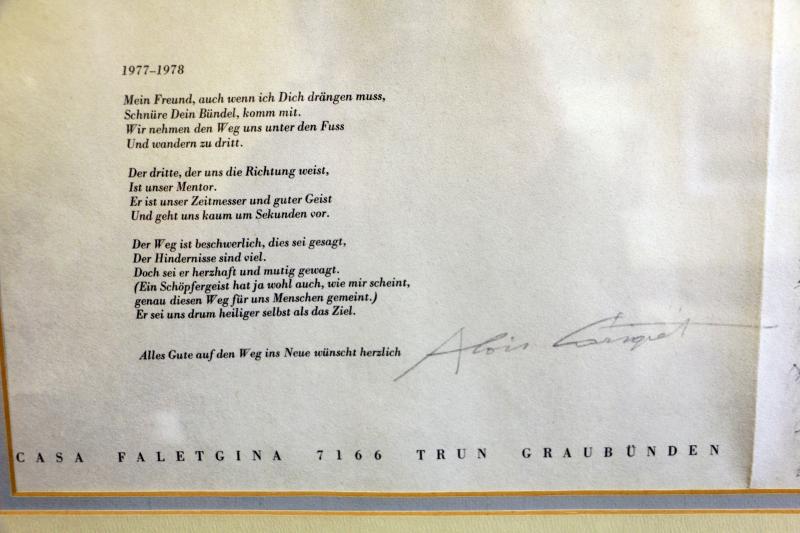 1977–1978
Mein Freund, auch wenn ich Dich drängen muss,
Schnüre Dein Bündel, komm mit.
Wir nehmen den Weg uns unter den Fuss
Und wandern zu dritt.
Der dritte, der uns die Richtung weist,
Ist unser Mentor.
Er ist unser Zeitmesser und guter Geist
Und geht uns kaum um Sekunden vor.
Der Weg ist beschwerlich, dies sei gesagt,
Der Hindernisse sind viel.
Doch sei er herzhaft und mutig gewagt.
(Ein Schöpfergeist hat ja wohl auch, wie mir scheint,
genau diesen Weg für uns Menschen gemeint.)
Er sei uns drum heiliger selbst als das Ziel.
Alles Gute auf den Weg ins Neue wünscht herzlich Alois Carigiet
CASA FALETGINA 7166 TRUN GRAUBÜNDEN